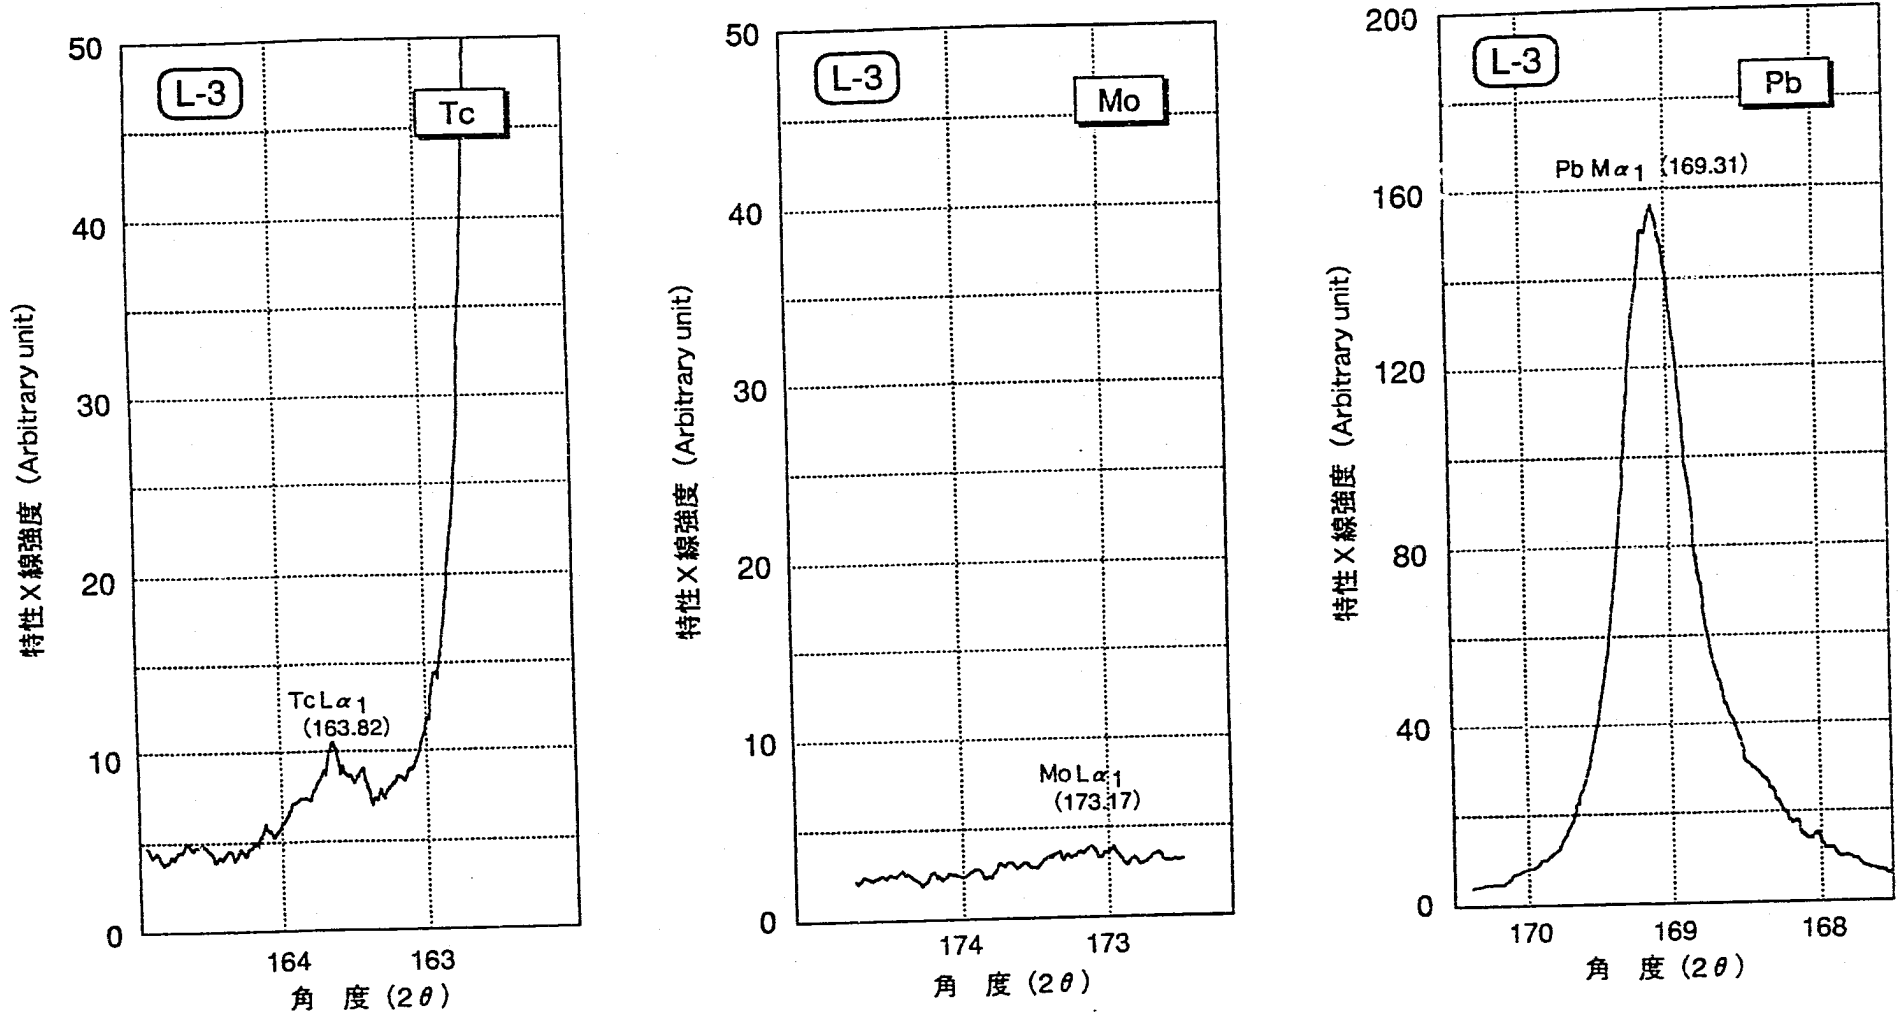 50
40
30
20
10
0
特性X線強度 (Arbitrary unit)
L-3
Tc
Tc Lα1
(163.82)
164
163
角 度 (2θ)
50
40
30
20
10
0
特性X線強度 (Arbitrary unit)
L-3
Mo
Mo Lα1
(173.17)
174
173
角 度 (2θ)
200
160
120
80
40
0
特性X線強度 (Arbitrary unit)
L-3
Pb
Pb Mα1 (169.31)
170
169
168
角 度 (2θ)